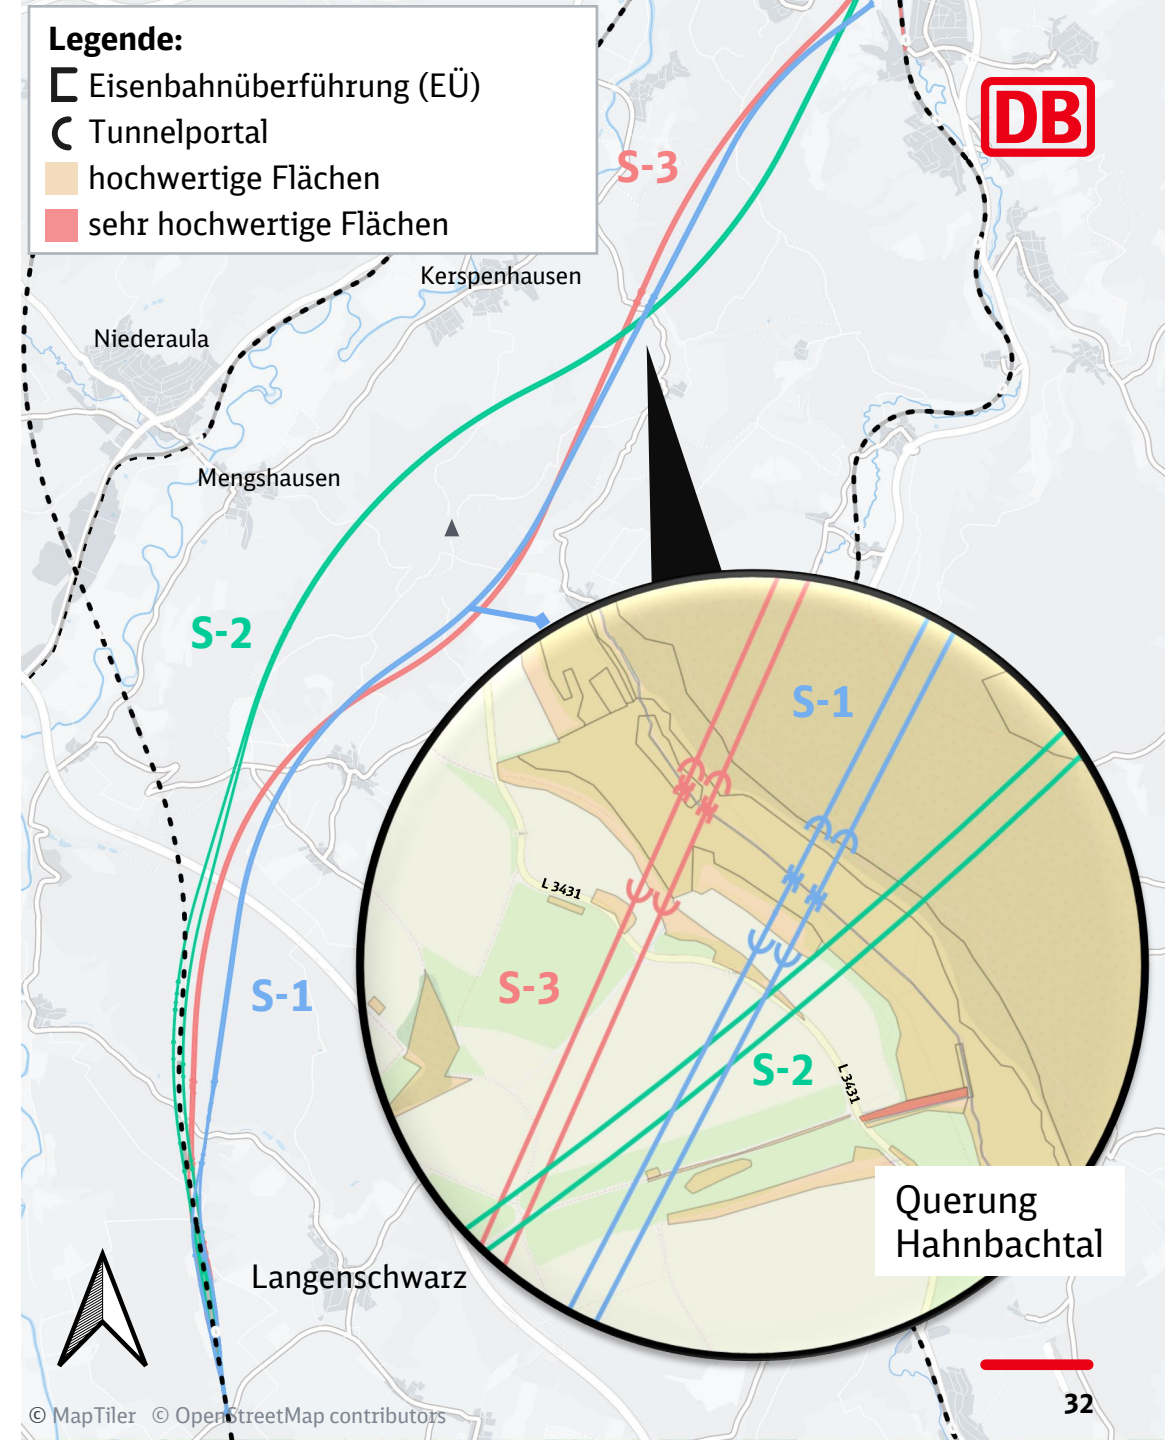 Legende:
Eisenbahnüberführung (EÜ)
Tunnelportal
hochwertige Flächen
sehr hochwertige Flächen
DB
S-3
Kerspenhausen
Niederaula
Mengshausen
S-2
S-1
L 3431
S-3
S-1
S-2
L 3431
Querung
Hahnbachtal
Langenschwarz
32
© MapTiler © OpenStreetMap contributors